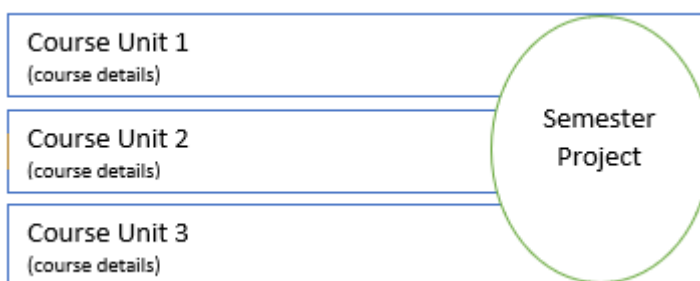 Course Unit 1
(course details)
Course Unit 2
(course details)
Course Unit 3
(course details)
Semester
Project